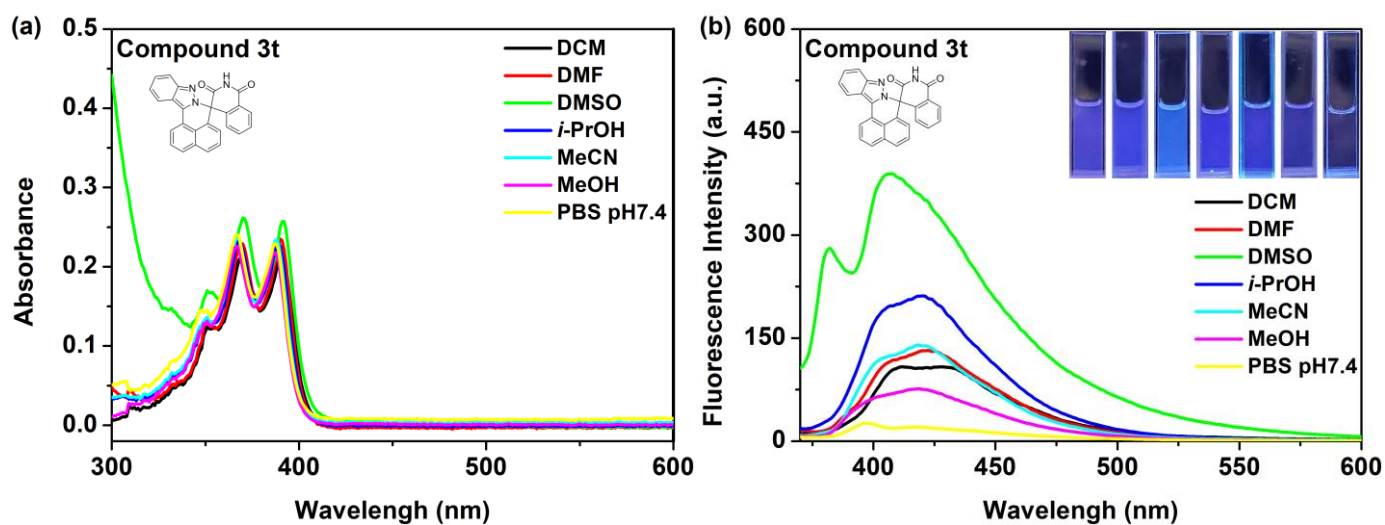 (a)
Compound 3t
Absorbance
0.5
0.4
0.3
0.2
0.1
0.0
H
N
O
O
N
N
DCM
DMF
DMSO
i-PrOH
MeCN
MeOH
PBS pH7.4
300
400
500
600
Wavelengh (nm)
(b)
Compound 3t
Fluorescence Intensity (a.u.)
600
450
300
150
0
H
N
O
O
N
N
DCM
DMF
DMSO
i-PrOH
MeCN
MeOH
PBS pH7.4
400
450
500
550
600
Wavelengh (nm)